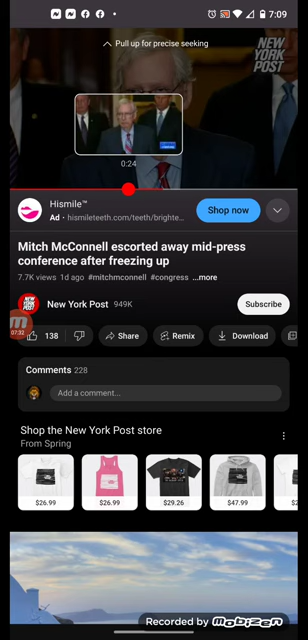 7:09
Pull up for precise seeking
NEW
YORK
POST
0:24
Hismile™
Ad • hismileteeth.com/teeth/brighte...
Shop now
Mitch McConnell escorted away mid-press
conference after freezing up
7.7K views 1d ago #mitchmcconnell #congress ...more
New York Post 949K
Subscribe
07:32
138
Share
Remix
Download
Comments 228
Add a comment...
Shop the New York Post store
From Spring
$26.99
$26.99
$29.26
$47.99
Recorded by mobizen